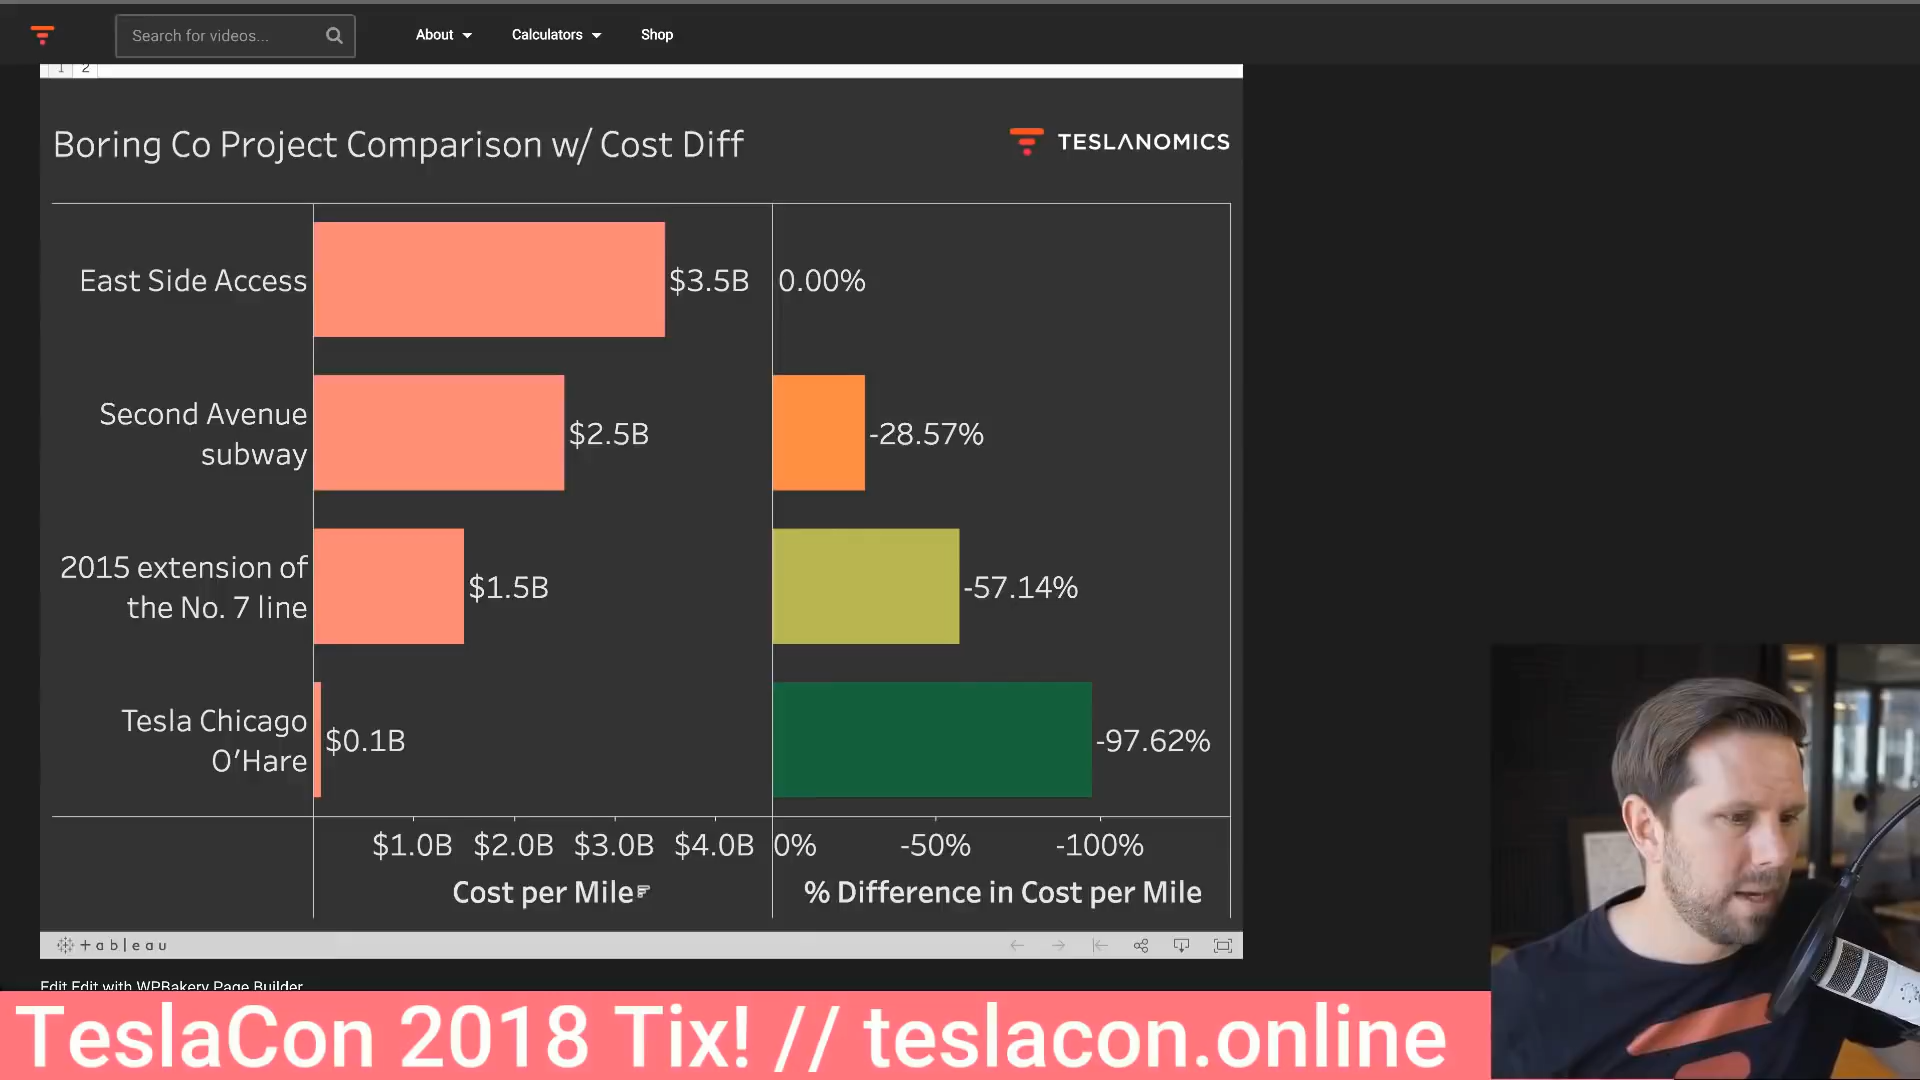 Search for videos...
About
Calculators
Shop
1 2
Boring Co Project Comparison w/ Cost Diff
TESLANOMICS
East Side Access
$3.5B
0.00%
Second Avenue
subway
$2.5B
-28.57%
2015 extension of
the No. 7 line
$1.5B
-57.14%
Tesla Chicago
O'Hare
$0.1B
-97.62%
$1.0B $2.0B $3.0B $4.0B 0% -50% -100%
Cost per Mile
% Difference in Cost per Mile
+ableau
Edit Edit with WPBakery Page Builder
TeslaCon 2018 Tix! // teslacon.online